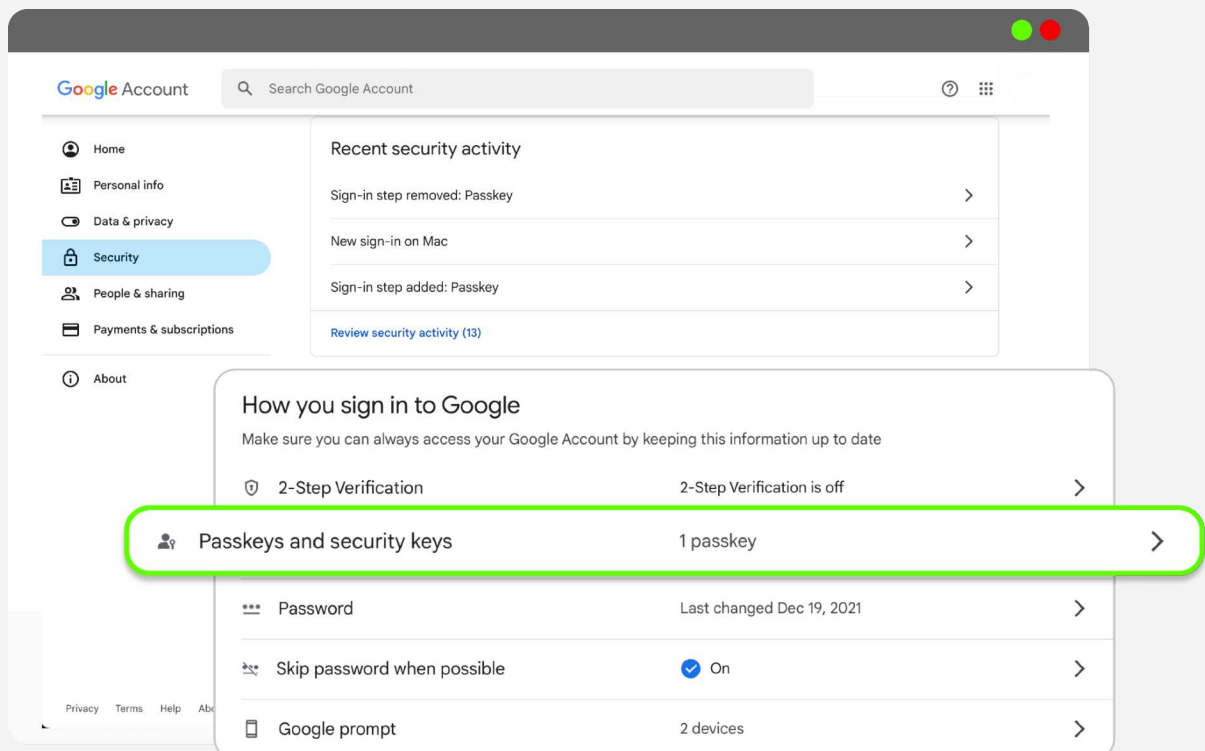 Google Account
Search Google Account
Home
Personal info
Data & privacy
Security
People & sharing
Payments & subscriptions
About
Recent security activity
Sign-in step removed: Passkey
New sign-in on Mac
Sign-in step added: Passkey
Review security activity (13)
How you sign in to Google
Make sure you can always access your Google Account by keeping this information up to date
2-Step Verification 2-Step Verification is off
Passkeys and security keys 1 passkey
Password Last changed Dec 19, 2021
Skip password when possible On
Google prompt 2 devices
Privacy Terms Help